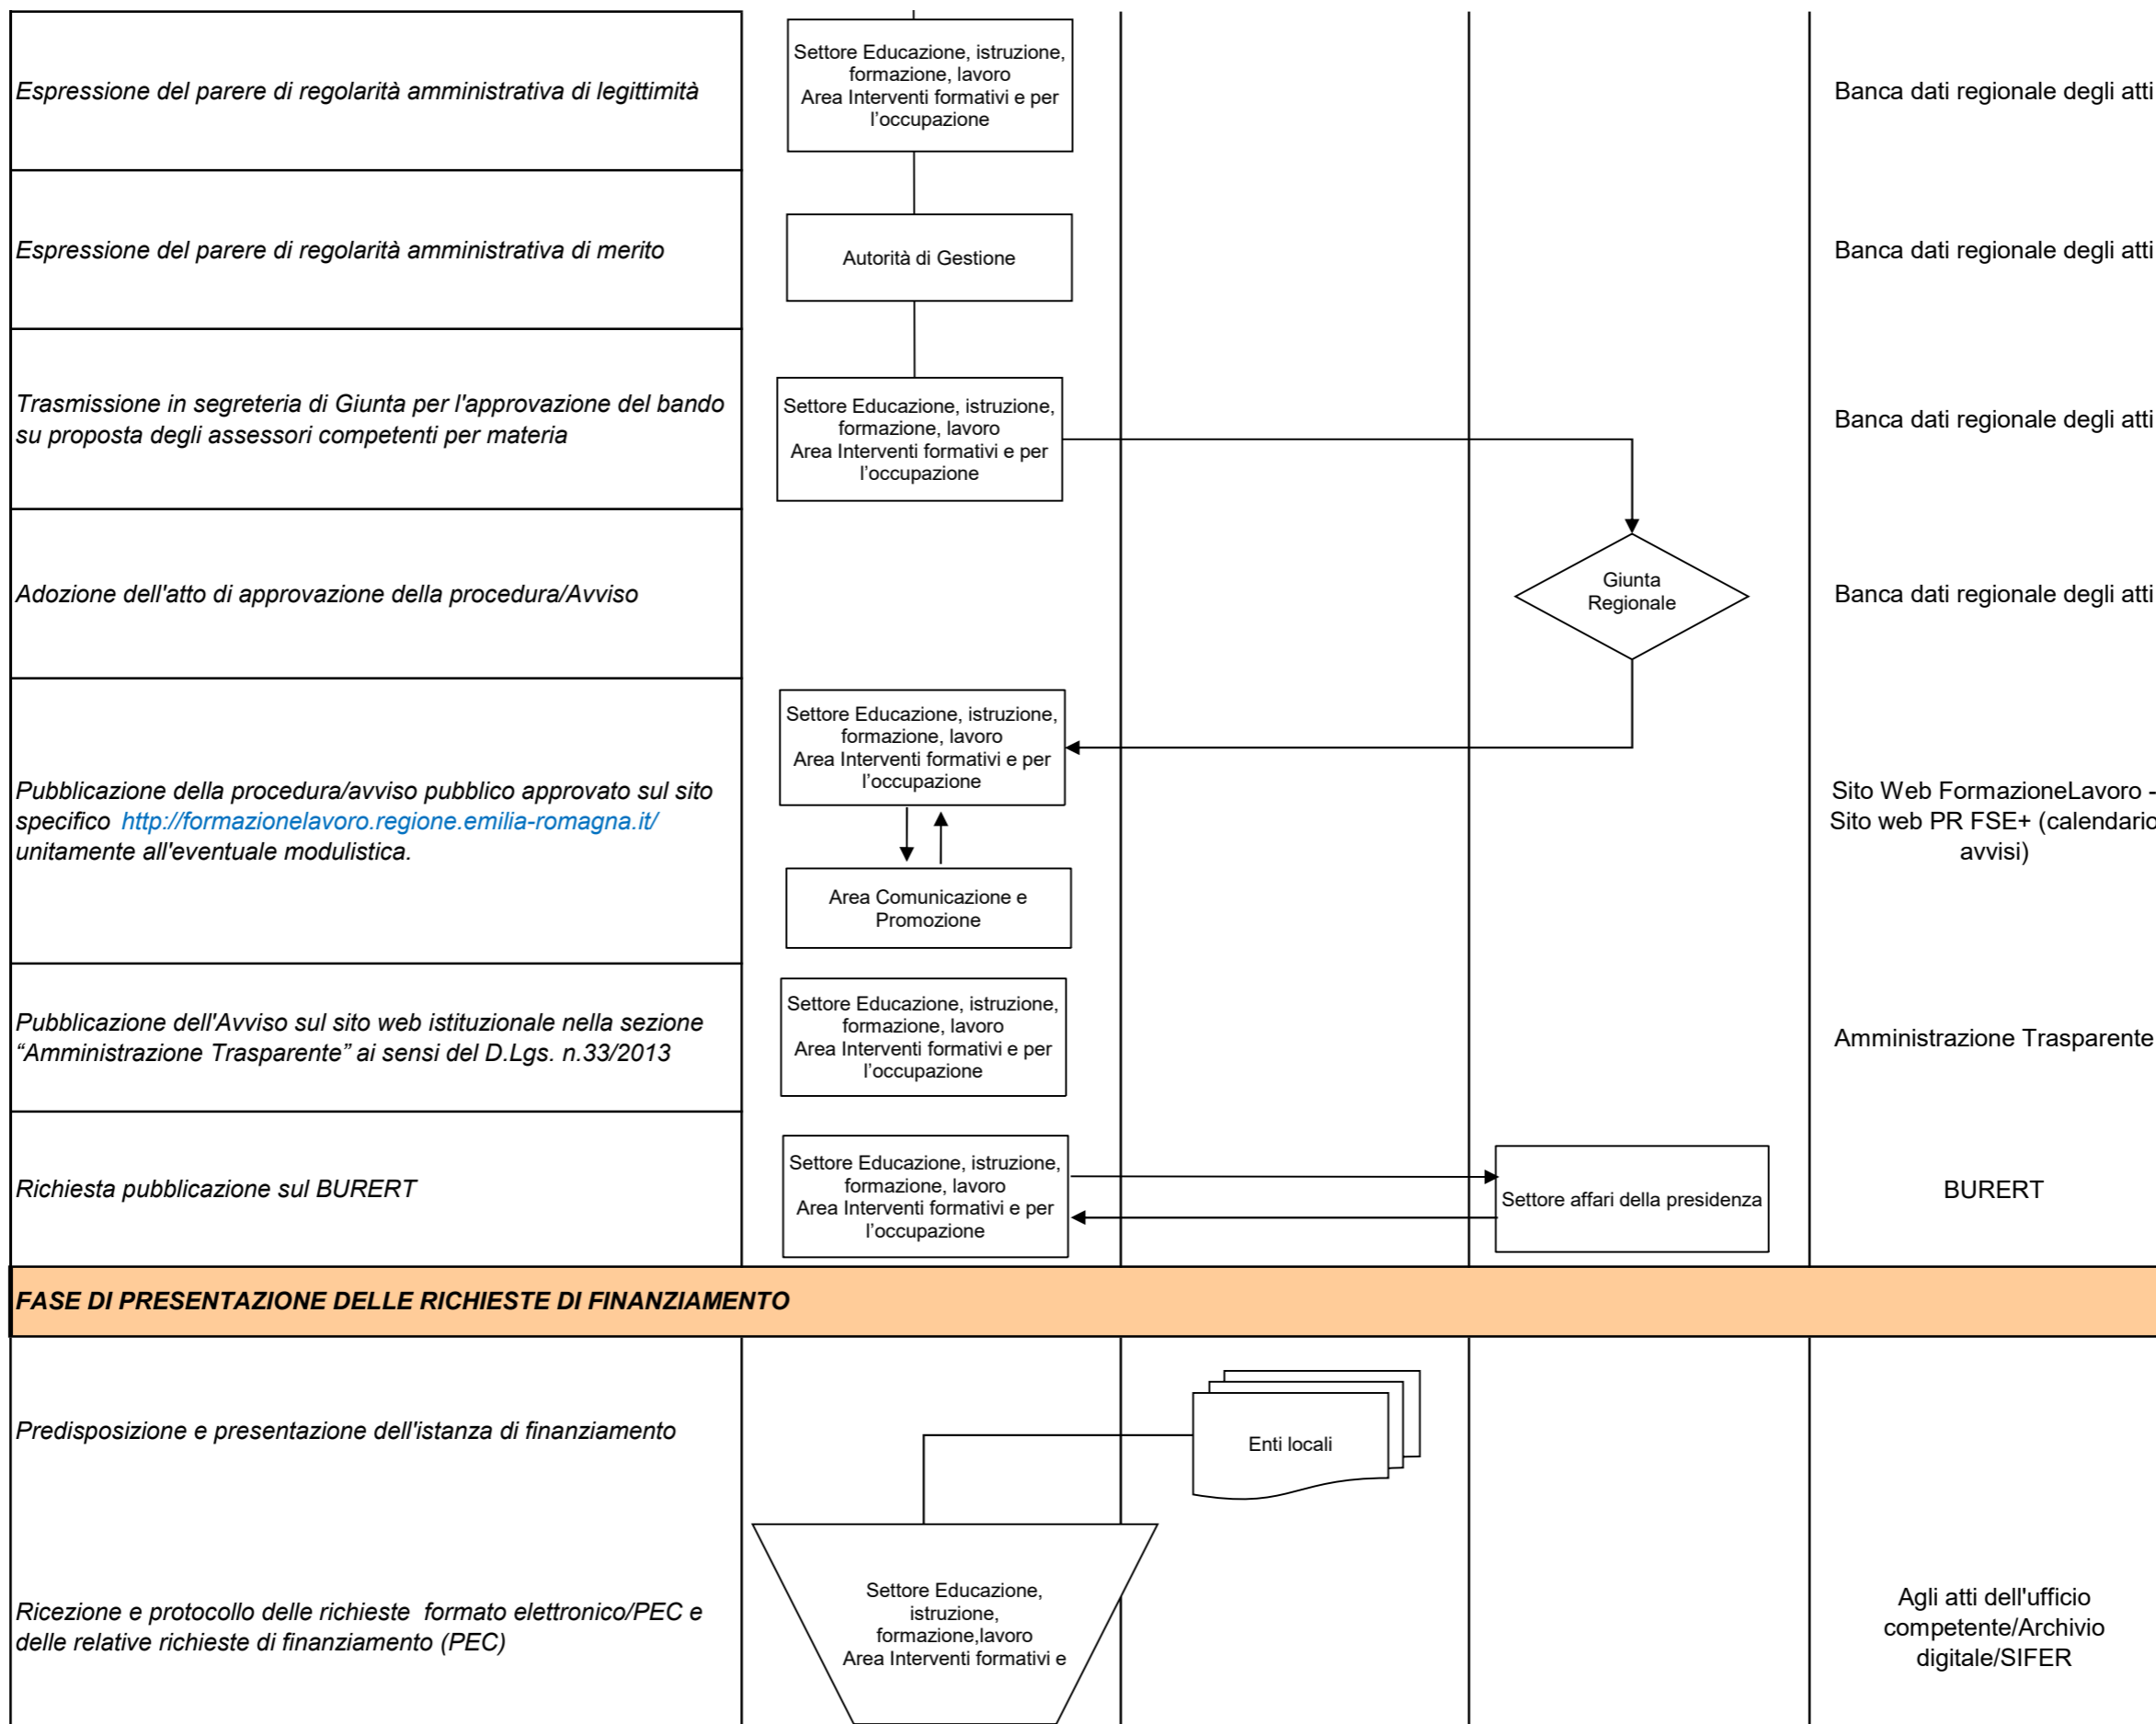 Espressione del parere di regolarità amministrativa di legittimità
Settore Educazione, istruzione,
formazione, lavoro
Area Interventi formativi e per
l’occupazione
Banca dati regionale degli atti
Espressione del parere di regolarità amministrativa di merito
Autorità di Gestione
Banca dati regionale degli atti
Trasmissione in segreteria di Giunta per l'approvazione del bando
su proposta degli assessori competenti per materia
Settore Educazione, istruzione,
formazione, lavoro
Area Interventi formativi e per
l’occupazione
Banca dati regionale degli atti
Adozione dell'atto di approvazione della procedura/Avviso
Giunta
Regionale
Banca dati regionale degli atti
Pubblicazione della procedura/avviso pubblico approvato sul sito
specifico http://formazionelavoro.regione.emilia-romagna.it/
unitamente all'eventuale modulistica.
Settore Educazione, istruzione,
formazione, lavoro
Area Interventi formativi e per
l’occupazione
Area Comunicazione e
Promozione
Sito Web FormazioneLavoro -
Sito web PR FSE+ (calendario
avvisi)
Pubblicazione dell'Avviso sul sito web istituzionale nella sezione
“Amministrazione Trasparente” ai sensi del D.Lgs. n.33/2013
Settore Educazione, istruzione,
formazione, lavoro
Area Interventi formativi e per
l’occupazione
Amministrazione Trasparente
Richiesta pubblicazione sul BURERT
Settore Educazione, istruzione,
formazione, lavoro
Area Interventi formativi e per
l’occupazione
Settore affari della presidenza
BURERT
FASE DI PRESENTAZIONE DELLE RICHIESTE DI FINANZIAMENTO
Predisposizione e presentazione dell'istanza di finanziamento
Enti locali
Ricezione e protocollo delle richieste formato elettronico/PEC e
delle relative richieste di finanziamento (PEC)
Settore Educazione,
istruzione,
formazione,lavoro
Area Interventi formativi e
Agli atti dell'ufficio
competente/Archivio
digitale/SIFER